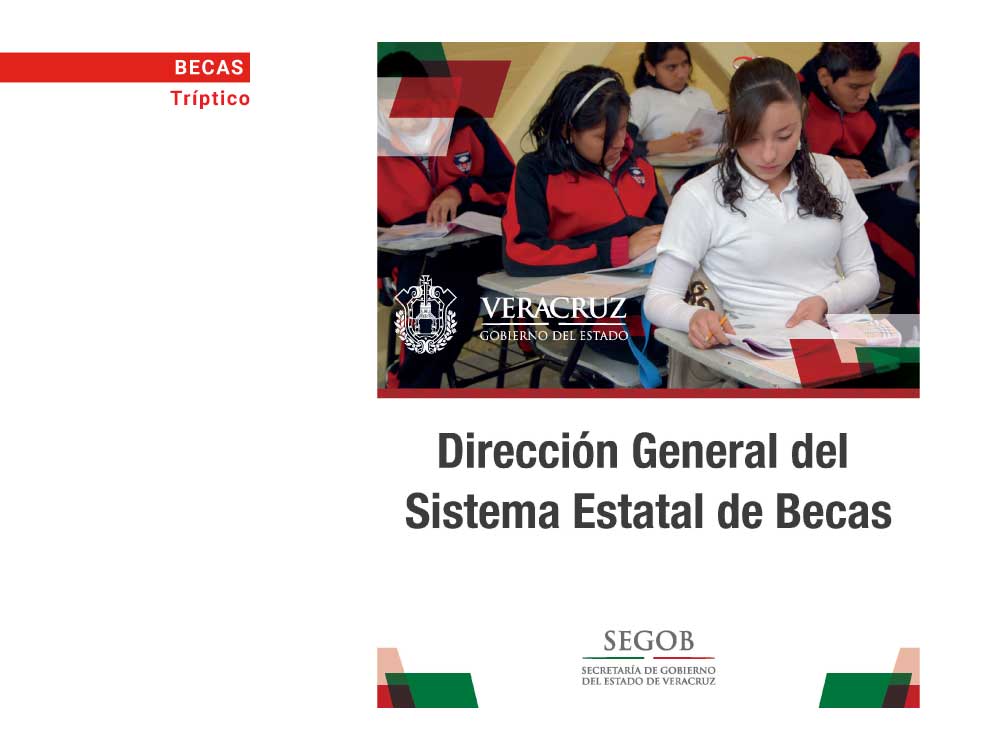 BECAS
Tríptico
VERACRUZ
GOBIERNO DEL ESTADO
Dirección General del
Sistema Estatal de Becas
SEGOB
SECRETARÍA DE GOBIERNO
DEL ESTADO DE VERACRUZ